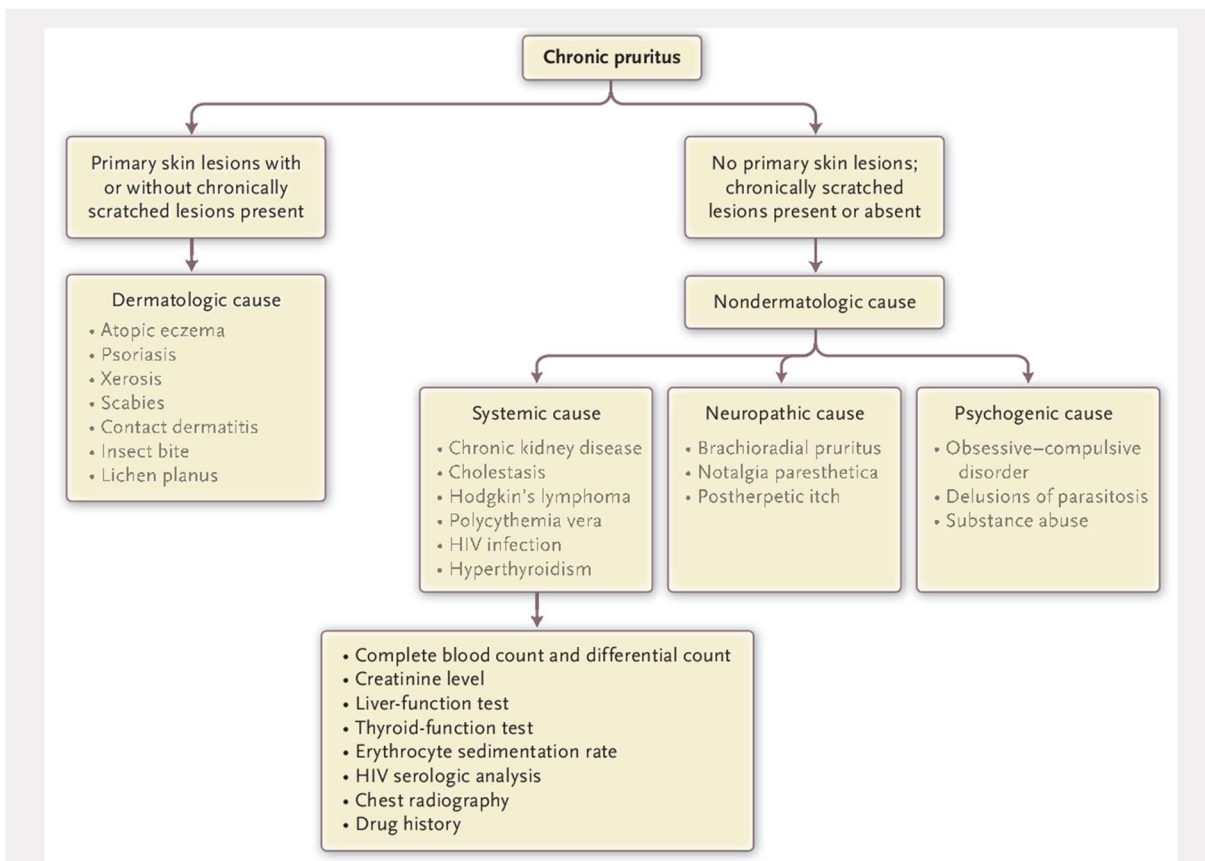 Chronic pruritus
Primary skin lesions with
or without chronically
scratched lesions present
No primary skin lesions;
chronically scratched
lesions present or absent
Dermatologic cause
• Atopic eczema
• Psoriasis
• Xerosis
• Scabies
• Contact dermatitis
• Insect bite
• Lichen planus
Nondermatologic cause
Systemic cause
• Chronic kidney disease
• Cholestasis
• Hodgkin's lymphoma
• Polycythemia vera
• HIV infection
• Hyperthyroidism
Neuropathic cause
• Brachioradial pruritus
• Notalgia paresthetica
• Postherpetic itch
Psychogenic cause
• Obsessive–compulsive
disorder
• Delusions of parasitosis
• Substance abuse
• Complete blood count and differential count
• Creatinine level
• Liver-function test
• Thyroid-function test
• Erythrocyte sedimentation rate
• HIV serologic analysis
• Chest radiography
• Drug history